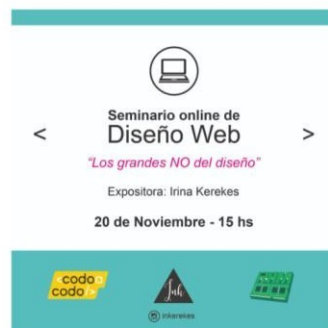 Seminario online de
< Diseño Web >
"Los grandes NO del diseño"
Expositora: Irina Kerekes
20 de Noviembre - 15 hs
<codo a
codo/>
inkerekes